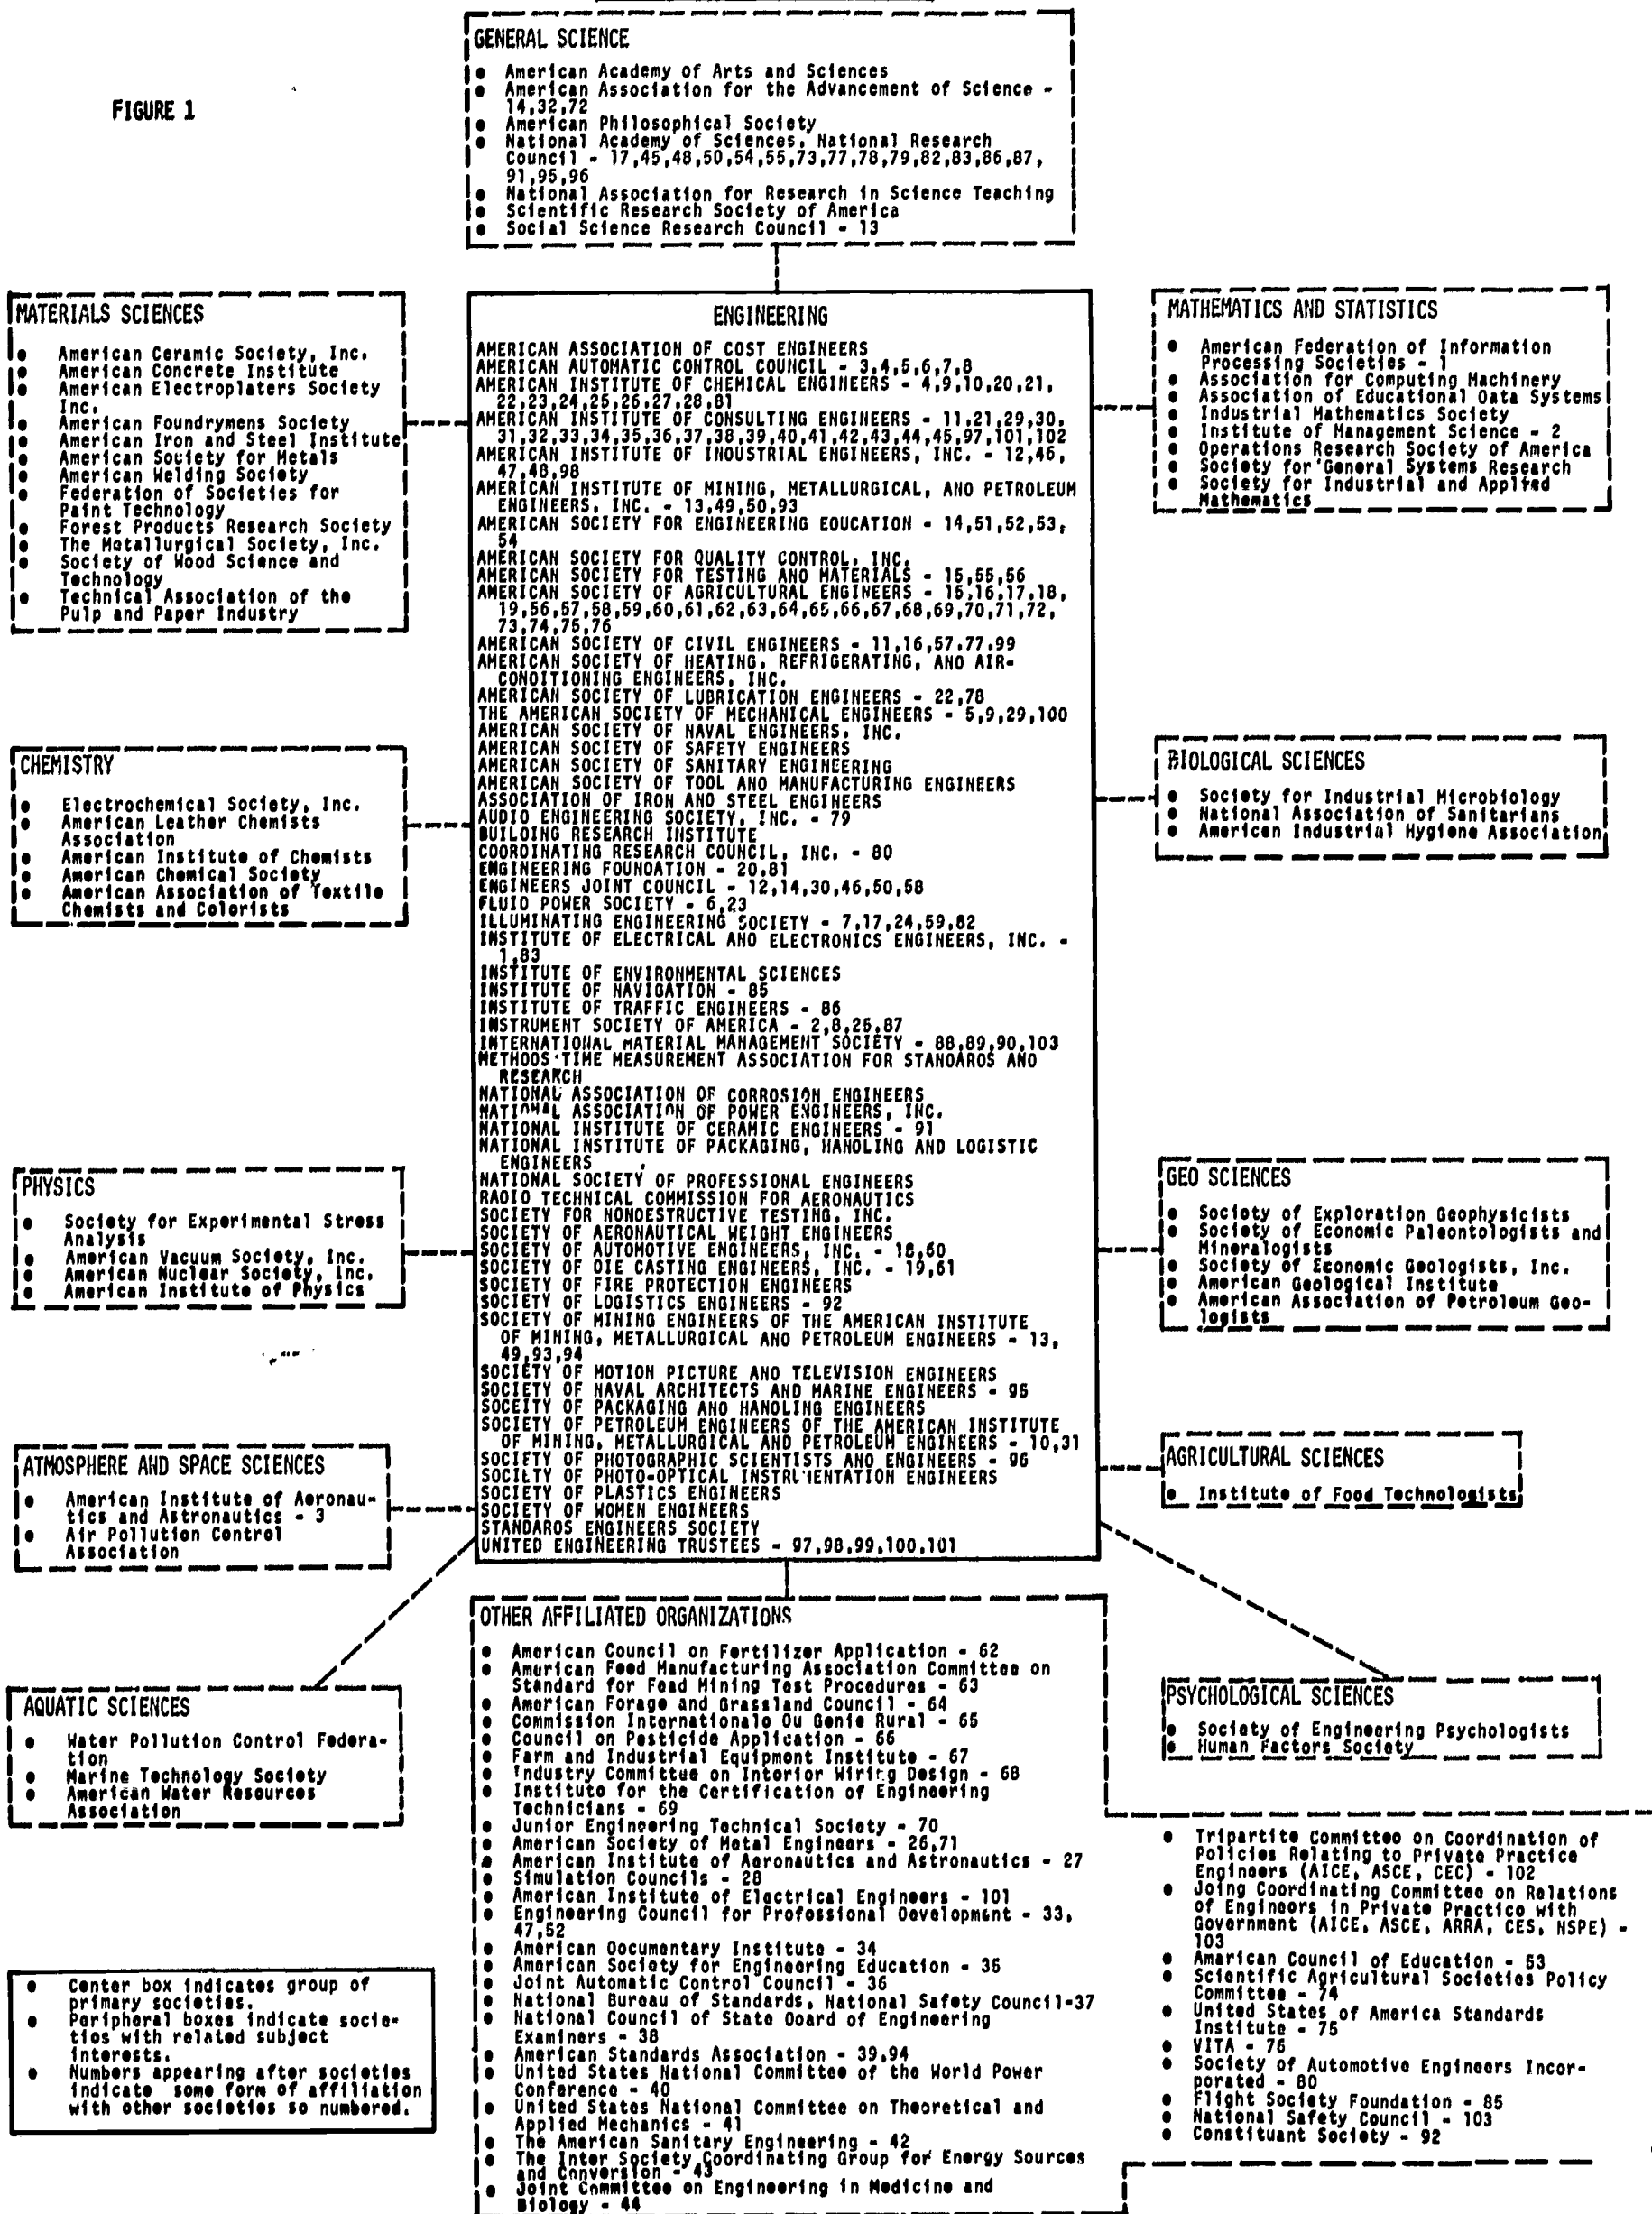 FIGURE 1
GENERAL SCIENCE
● American Academy of Arts and Sciences
● American Association for the Advancement of Science -
14,32,72
● American Philosophical Society
● National Academy of Sciences, National Research
Council - 17,45,48,50,54,55,73,77,78,79,82,83,86,87,
91,95,96
● National Association for Research in Science Teaching
● Scientific Research Society of America
● Social Science Research Council - 13
MATERIALS SCIENCES
● American Ceramic Society, Inc.
● American Concrete Institute
● American Electroplaters Society
Inc.
● American Foundrymens Society
● American Iron and Steel Institute
● American Society for Metals
● American Welding Society
● Federation of Societies for
Paint Technology
● Forest Products Research Society
● The Metallurgical Society, Inc.
● Society of Wood Science and
Technology
● Technical Association of the
Pulp and Paper Industry
CHEMISTRY
● Electrochemical Society, Inc.
● American Leather Chemists
Association
● American Institute of Chemists
● American Chemical Society
● American Association of Textile
Chemists and Colorists
PHYSICS
● Society for Experimental Stress
Analysis
● American Vacuum Society, Inc.
● American Nuclear Society, Inc.
● American Institute of Physics
ATMOSPHERE AND SPACE SCIENCES
● American Institute of Aeronau-
tics and Astronautics - 3
● Air Pollution Control
Association
AQUATIC SCIENCES
● Water Pollution Control Federa-
tion
● Marine Technology Society
● American Water Resources
Association
● Center box indicates group of
primary societies.
● Peripheral boxes indicate socie-
ties with related subject
interests.
● Numbers appearing after societies
indicate some form of affiliation
with other societies so numbered.
ENGINEERING
AMERICAN ASSOCIATION OF COST ENGINEERS
AMERICAN AUTOMATIC CONTROL COUNCIL - 3,4,5,6,7,8
AMERICAN INSTITUTE OF CHEMICAL ENGINEERS - 4,9,10,20,21,
22,23,24,25,26,27,28,81
AMERICAN INSTITUTE OF CONSULTING ENGINEERS - 11,21,29,30,
31,32,33,34,35,36,37,38,39,40,41,42,43,44,45,97,101,102
AMERICAN INSTITUTE OF INOUSTRIAL ENGINEERS, INC. - 12,46,
47,48,98
AMERICAN INSTITUTE OF MINING, METALLURGICAL, ANO PETROLEUM
ENGINEERS, INC. - 13,49,50,93
AMERICAN SOCIETY FOR ENGINEERING EOUCATION - 14,51,52,53,
54
AMERICAN SOCIETY FOR QUALITY CONTROL, INC.
AMERICAN SOCIETY FOR TESTING ANO MATERIALS - 15,55,56
AMERICAN SOCIETY OF AGRICULTURAL ENGINEERS - 15,16,17,18,
19,56,57,58,59,60,61,62,63,64,65,66,67,68,69,70,71,72,
73,74,75,76
AMERICAN SOCIETY OF CIVIL ENGINEERS - 11,16,57,77,99
AMERICAN SOCIETY OF HEATING, REFRIGERATING, ANO AIR-
CONOITIONING ENGINEERS, INC.
AMERICAN SOCIETY OF LUBRICATION ENGINEERS - 22,78
THE AMERICAN SOCIETY OF MECHANICAL ENGINEERS - 5,9,29,100
AMERICAN SOCIETY OF NAVAL ENGINEERS, INC.
AMERICAN SOCIETY OF SAFETY ENGINEERS
AMERICAN SOCIETY OF SANITARY ENGINEERING
AMERICAN SOCIETY OF TOOL ANO MANUFACTURING ENGINEERS
ASSOCIATION OF IRON AND STEEL ENGINEERS
AUOIO ENGINEERING SOCIETY, INC. - 79
BUILOING RESEARCH INSTITUTE
COOROINATING RESEARCH COUNCIL, INC. - 80
ENGINEERING FOUNOATION - 20,81
ENGINEERS JOINT COUNCIL - 12,14,30,46,50,58
FLUIO POWER SOCIETY - 6,23
ILLUMINATING ENGINEERING SOCIETY - 7,17,24,59,82
INSTITUTE OF ELECTRICAL AND ELECTRONICS ENGINEERS, INC. -
1,83
INSTITUTE OF ENVIRONMENTAL SCIENCES
INSTITUTE OF NAVIGATION - 85
INSTITUTE OF TRAFFIC ENGINEERS - 86
INSTRUMENT SOCIETY OF AMERICA - 2,8,25,87
INTERNATIONAL MATERIAL MANAGEMENT SOCIETY - 88,89,90,103
METHOOS TIME MEASUREMENT ASSOCIATION FOR STANOAROS ANO
RESEARCH
NATIONAL ASSOCIATION OF CORROSION ENGINEERS
NATIONAL ASSOCIATION OF POWER ENGINEERS, INC.
NATIONAL INSTITUTE OF CERAMIC ENGINEERS - 91
NATIONAL INSTITUTE OF PACKAGING, HANOLING AND LOGISTIC
ENGINEERS
NATIONAL SOCIETY OF PROFESSIONAL ENGINEERS
RAOIO TECHNICAL COMMISSION FOR AERONAUTICS
SOCIETY FOR NONOESTRUCTIVE TESTING, INC.
SOCIETY OF AERONAUTICAL WEIGHT ENGINEERS
SOCIETY OF AUTOMOTIVE ENGINEERS, INC. - 18,60
SOCIETY OF OIE CASTING ENGINEERS, INC. - 19,61
SOCIETY OF FIRE PROTECTION ENGINEERS
SOCIETY OF LOGISTICS ENGINEERS - 92
SOCIETY OF MINING ENGINEERS OF THE AMERICAN INSTITUTE
OF MINING, METALLURGICAL AND PETROLEUM ENGINEERS - 13,
49,93,94
SOCIETY OF MOTION PICTURE ANO TELEVISION ENGINEERS
SOCIETY OF NAVAL ARCHITECTS AND MARINE ENGINEERS - 95
SOCEITY OF PACKAGING AND HANOLING ENGINEERS
SOCIETY OF PETROLEUM ENGINEERS OF THE AMERICAN INSTITUTE
OF MINING, METALLURGICAL AND PETROLEUM ENGINEERS - 10,31
SOCIETY OF PHOTOGRAPHIC SCIENTISTS ANO ENGINEERS - 96
SOCIETY OF PHOTO-OPTICAL INSTRUMENTATION ENGINEERS
SOCIETY OF PLASTICS ENGINEERS
SOCIETY OF WOMEN ENGINEERS
STANDAROS ENGINEERS SOCIETY
UNITED ENGINEERING TRUSTEES - 97,98,99,100,101
MATHEMATICS AND STATISTICS
● American Federation of Information
Processing Societies - 1
● Association for Computing Machinery
● Association of Educational Oata Systems
● Industrial Mathematics Society
● Institute of Management Science - 2
● Operations Research Society of America
● Society for General Systems Research
● Society for Industrial and Applied
Mathematics
BIOLOGICAL SCIENCES
● Society for Industrial Microbiology
● National Association of Sanitarians
● American Industrial Hygiene Association
GEO SCIENCES
● Society of Exploration Geophysicists
● Society of Economic Paleontologists and
Mineralogists
● Society of Economic Geologists, Inc.
● American Geological Institute
● American Association of Petroleum Geo-
logists
AGRICULTURAL SCIENCES
● Institute of Food Technologists
PSYCHOLOGICAL SCIENCES
● Society of Engineering Psychologists
● Human Factors Society
OTHER AFFILIATED ORGANIZATIONS
● American Council on Fertilizer Application - 62
● American Feed Manufacturing Association Committee on
Standard for Feed Mining Test Procedures - 63
● American Forage and Grassland Council - 64
● Commission Internationale Ou Genie Rural - 65
● Council on Pesticide Application - 66
● Farm and Industrial Equipment Institute - 67
● Industry Committee on Interior Wiring Design - 68
● Institute for the Certification of Engineering
Technicians - 69
● Junior Engineering Technical Society - 70
● American Society of Metal Engineers - 26,71
● American Institute of Aeronautics and Astronautics - 27
● Simulation Councils - 28
● American Institute of Electrical Engineers - 101
● Engineering Council for Professional Oevelopment - 33,
47,52
● American Oocumentary Institute - 34
● American Society for Engineering Education - 35
● Joint Automatic Control Council - 36
● National Bureau of Standards, National Safety Council-37
● National Council of State Ooard of Engineering
Examiners - 38
● American Standards Association - 39,94
● United States National Committee of the World Power
Conference - 40
● United States National Committee on Theoretical and
Applied Mechanics - 41
● The American Sanitary Engineering - 42
● The Inter Society Coordinating Group for Energy Sources
and Conversion - 43
● Joint Committee on Engineering in Medicine and
Biology - 44
● Tripartite Committee on Coordination of
Policies Relating to Private Practice
Engineers (AICE, ASCE, CEC) - 102
● Joing Coordinating Committee on Relations
of Engineers in Private Practice with
Government (AICE, ASCE, ARRA, CES, NSPE) -
103
● American Council of Education - 53
● Scientific Agricultural Societies Policy
Committee - 74
● United States of America Standards
Institute - 75
● VITA - 76
● Society of Automotive Engineers Incor-
porated - 80
● Flight Society Foundation - 85
● National Safety Council - 103
● Constituant Society - 92